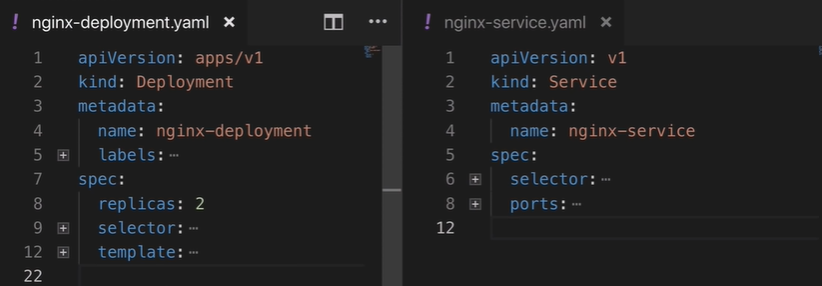 nginx-deployment.yaml
1 apiVersion: apps/v1
2 kind: Deployment
3 metadata:
4 name: nginx-deployment
5 labels:⋯
7 spec:
8 replicas: 2
9 selector:⋯
12 template:⋯
22
nginx-service.yaml
1 apiVersion: v1
2 kind: Service
3 metadata:
4 name: nginx-service
5 spec:
6 selector:⋯
8 ports:⋯
12